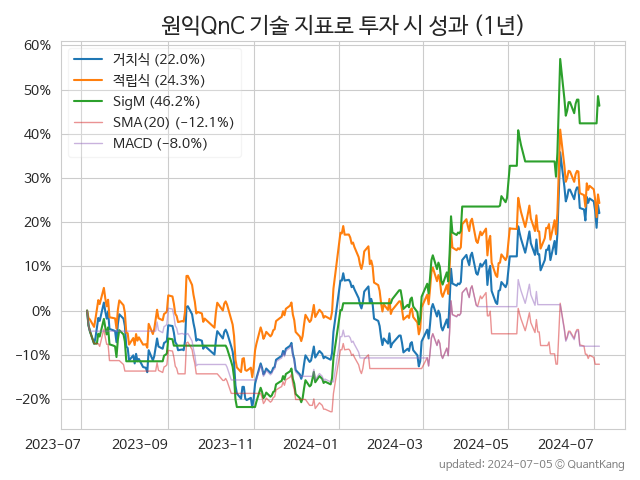 원익QnC 기술 지표로 투자 시 성과 (1년)
60%
50%
40%
30%
20%
10%
0%
−10%
−20%
거치식 (22.0%)
적립식 (24.3%)
SigM (46.2%)
SMA(20) (−12.1%)
MACD (−8.0%)
2023-07
2023-09
2023-11
2024-01
2024-03
2024-05
2024-07
updated: 2024-07-05 © QuantKang